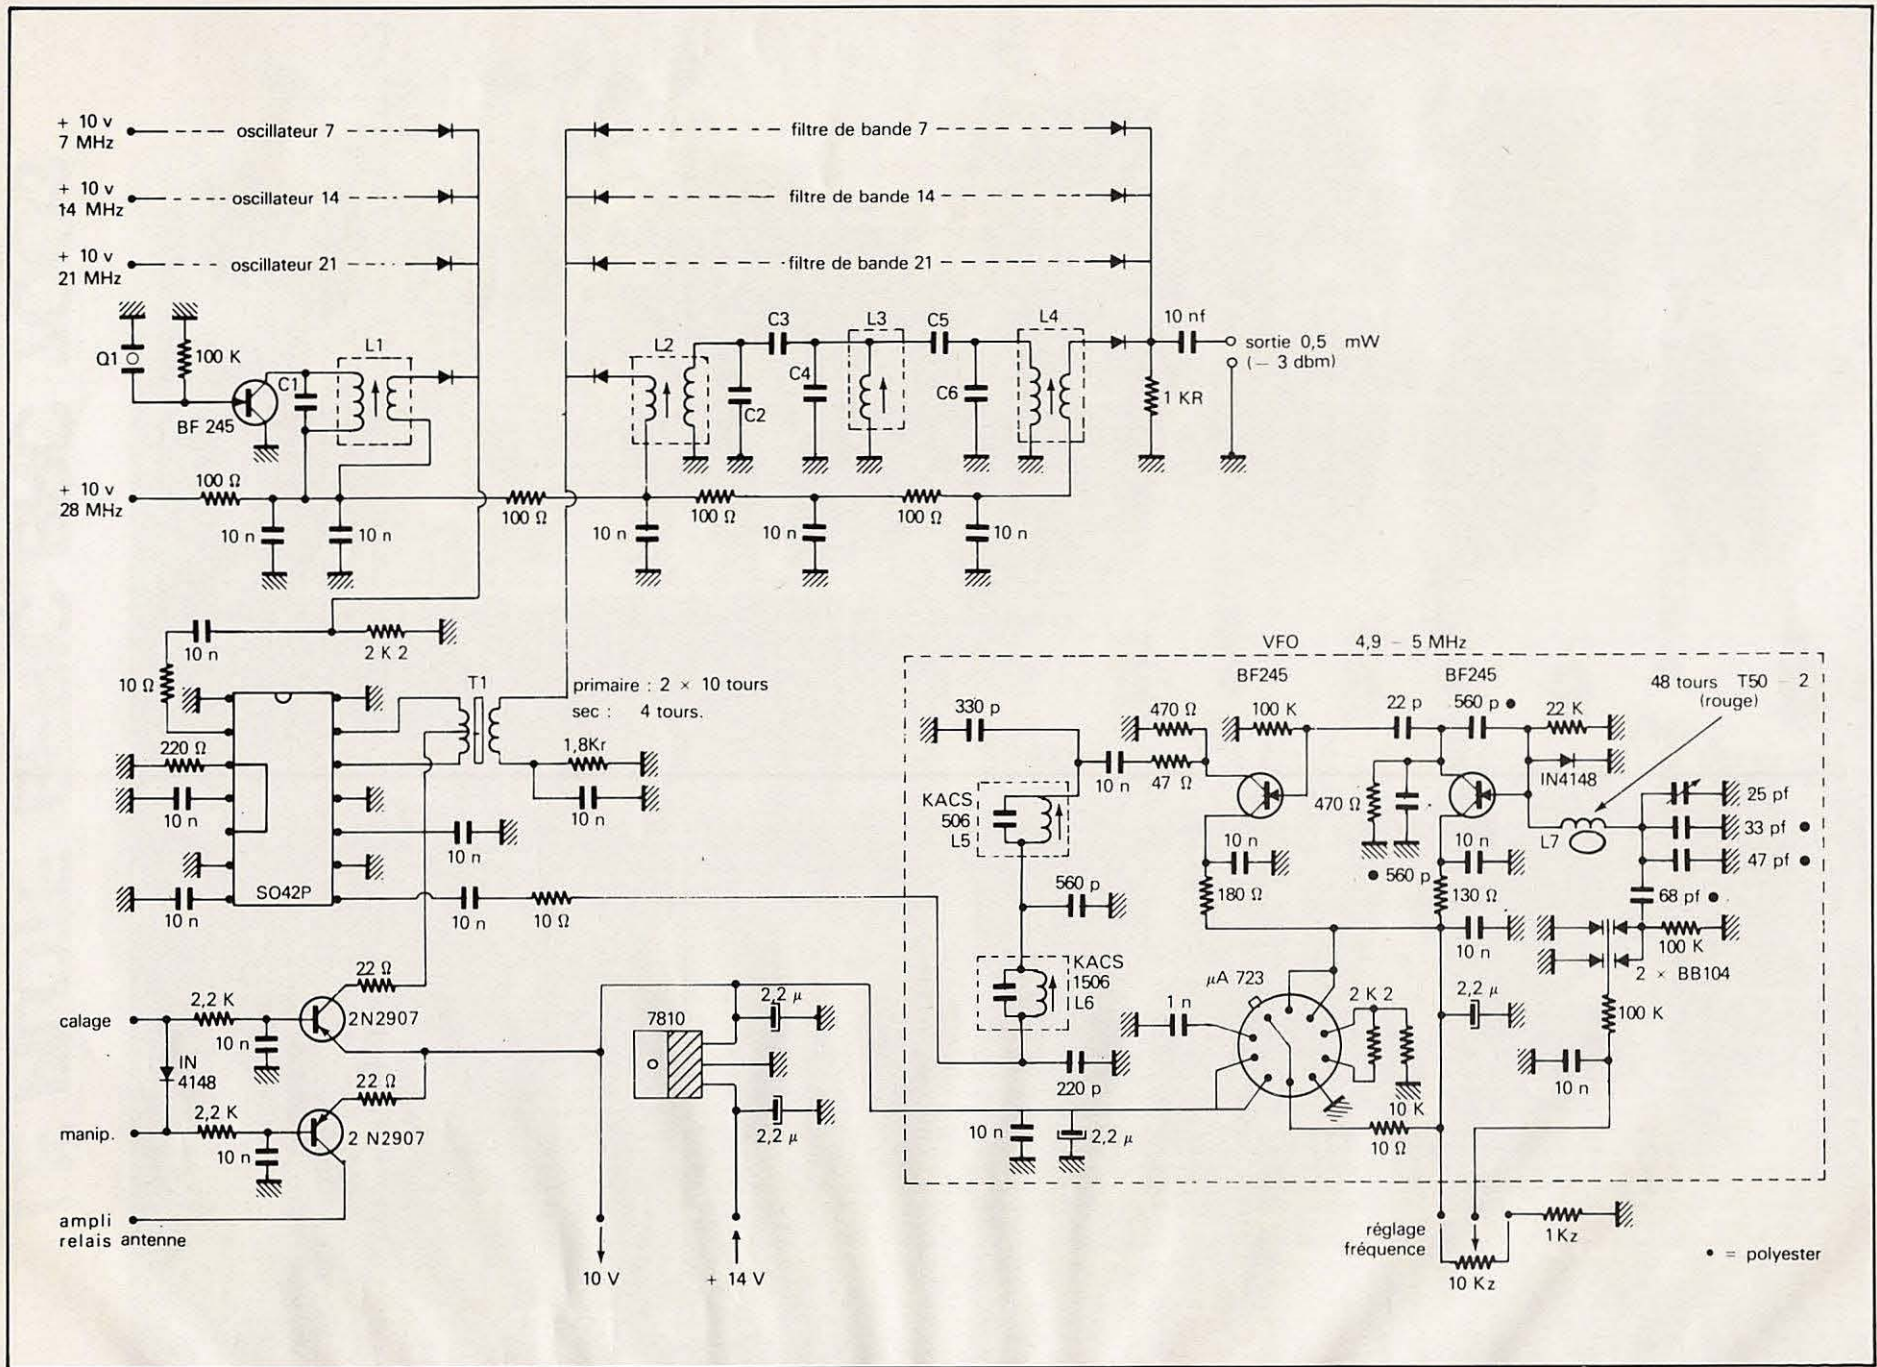 + 10 v
7 MHz
oscillateur 7
filtre de bande 7
+ 10 v
14 MHz
oscillateur 14
filtre de bande 14
+ 10 v
21 MHz
oscillateur 21
filtre de bande 21
Q1
100 K
BF 245
C1
L1
L2
C2
C3
C4
L3
C5
C6
L4
10 nf
sortie 0,5 mW
(– 3 dbm)
1 KR
+ 10 v
28 MHz
100 Ω
10 n
10 n
100 Ω
10 n
100 Ω
10 n
100 Ω
10 n
10 n
2 K 2
10 Ω
220 Ω
10 n
10 n
SO42P
T1
primaire : 2 × 10 tours
sec : 4 tours.
1,8Kr
10 n
10 n
10 n
10 Ω
calage
2,2 K
10 n
22 Ω
2N2907
IN
4148
manip.
2,2 K
10 n
22 Ω
2 N2907
ampli
relais antenne
7810
2,2 µ
2,2 µ
10 V
+ 14 V
VFO 4,9 – 5 MHz
330 p
KACS
506
L5
10 n
470 Ω
47 Ω
BF245
100 K
10 n
180 Ω
22 p
BF245
560 p ●
22 K
IN4148
470 Ω
● 560 p
10 n
130 Ω
10 n
48 tours T50 – 2
(rouge)
L7
25 pf
33 pf ●
47 pf ●
68 pf ●
100 K
2 × BB104
100 K
10 n
560 p
KACS
1506
L6
220 p
1 n
µA 723
2 K 2
10 K
10 Ω
2,2 µ
10 n
2,2 µ
réglage
fréquence
10 Kz
1Kz
● = polyester